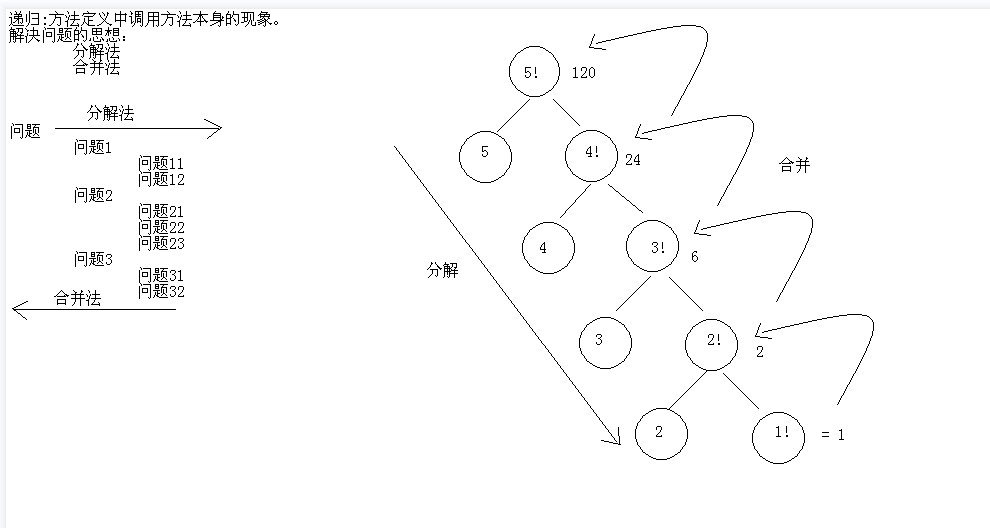 递归:方法定义中调用方法本身的现象。
解决问题的思想:
分解法
合并法
分解法
问题
问题1
问题11
问题12
问题2
问题21
问题22
问题23
问题3
问题31
问题32
合并法
5! 120
5 4! 24
合并
4 3! 6
分解
3 2! 2
2 1! = 1